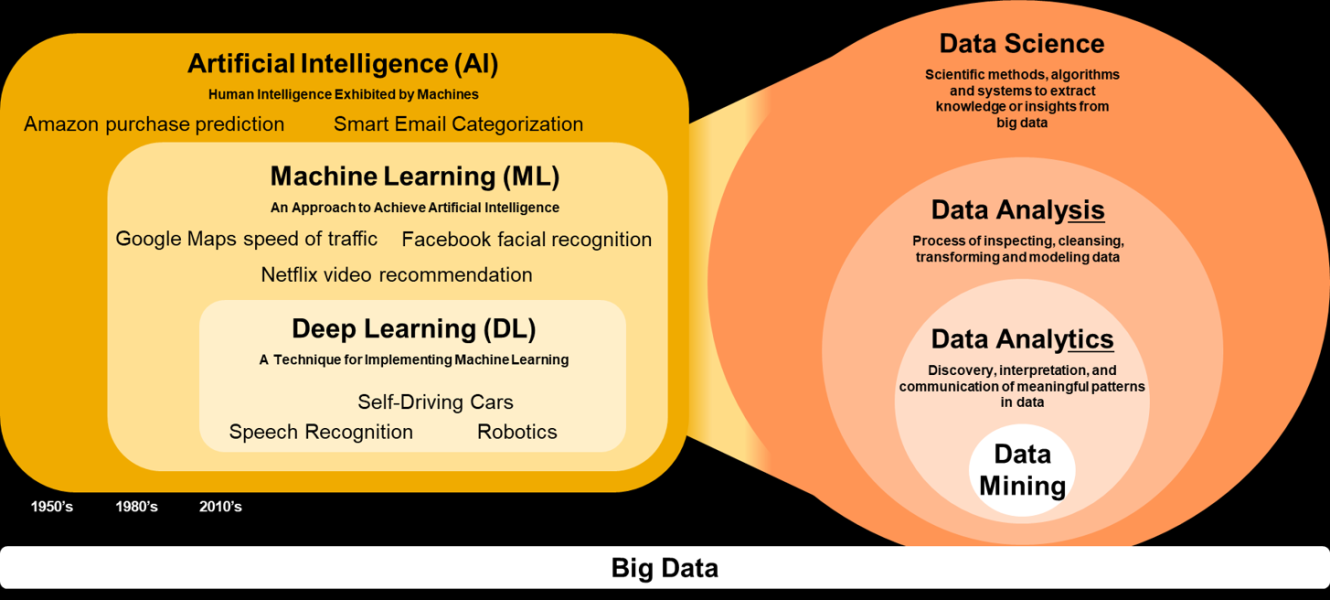 Artificial Intelligence (AI)
Human Intelligence Exhibited by Machines
Amazon purchase prediction
Smart Email Categorization
Machine Learning (ML)
An Approach to Achieve Artificial Intelligence
Google Maps speed of traffic
Facebook facial recognition
Netflix video recommendation
Deep Learning (DL)
A Technique for Implementing Machine Learning
Self-Driving Cars
Speech Recognition
Robotics
1950's
1980's
2010's
Data Science
Scientific methods, algorithms
and systems to extract
knowledge or insights from
big data
Data Analysis
Process of inspecting, cleansing,
transforming and modeling data
Data Analytics
Discovery, interpretation, and
communication of meaningful patterns
in data
Data
Mining
Big Data